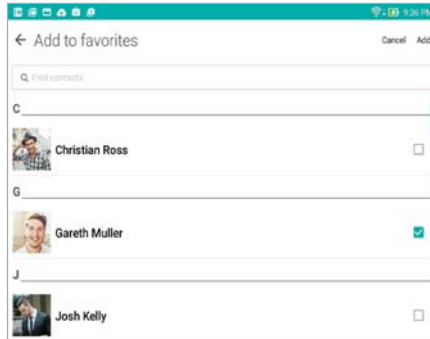 9:36 PM
Add to favorites
Cancel Add
Find contacts
C
Christian Ross
G
Gareth Muller
J
Josh Kelly